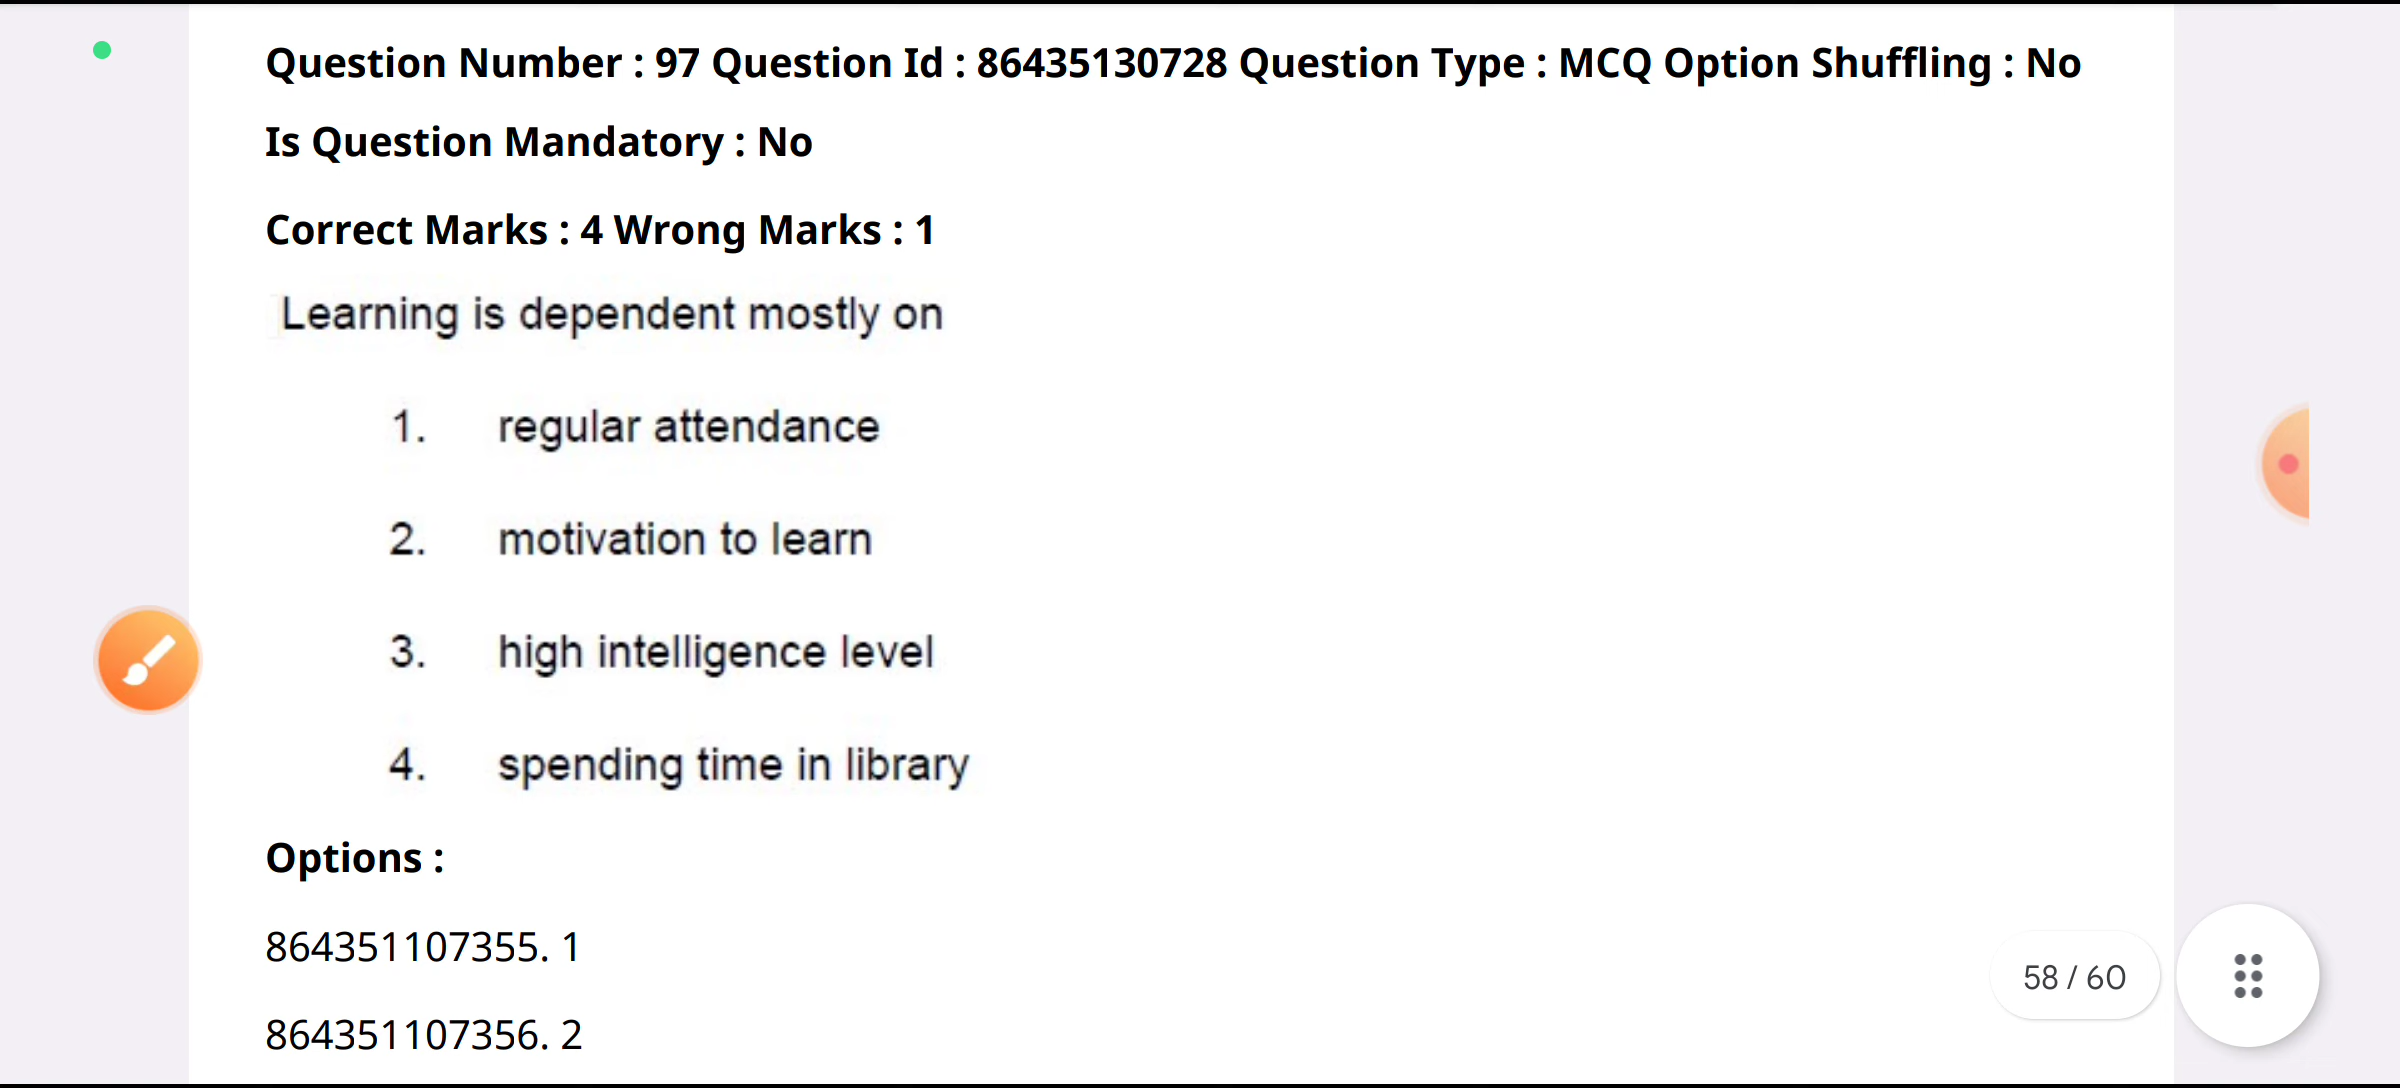 Question Number : 97 Question Id : 86435130728 Question Type : MCQ Option Shuffling : No
Is Question Mandatory : No
Correct Marks : 4 Wrong Marks : 1
Learning is dependent mostly on
1. regular attendance
2. motivation to learn
3. high intelligence level
4. spending time in library
Options :
864351107355. 1
864351107356. 2
58 / 60